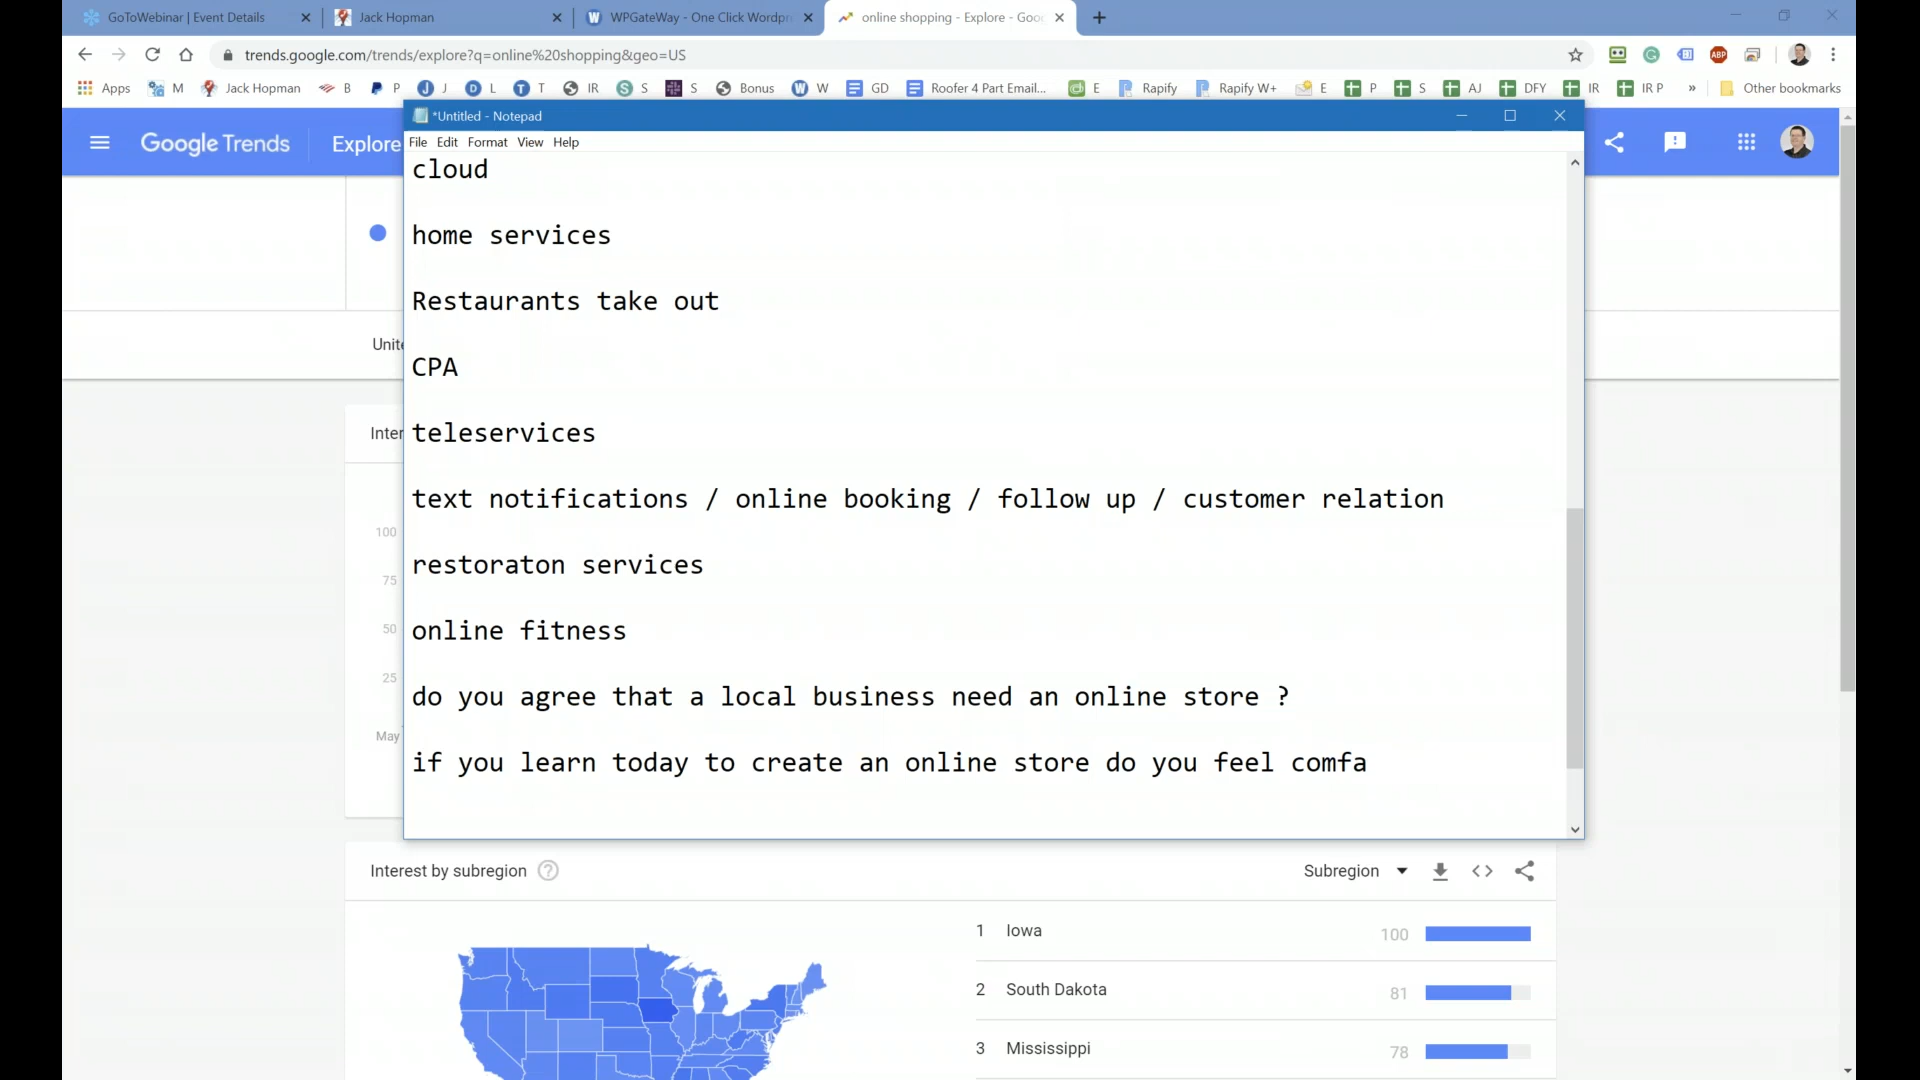 GoToWebinar | Event Details
Jack Hopman
WPGateWay - One Click Wordpr
online shopping - Explore - Goo
trends.google.com/trends/explore?q=online%20shopping&geo=US
Apps M Jack Hopman B P J L T IR S S Bonus W GD Roofer 4 Part Email... E Rapify Rapify W+ E P S AJ DFY IR IR P » Other bookmarks
*Untitled - Notepad
Google Trends Explore
File Edit Format View Help
cloud
home services
Restaurants take out
Unite
CPA
Inter
teleservices
text notifications / online booking / follow up / customer relation
100
restoraton services
75
online fitness
50
25
do you agree that a local business need an online store ?
May
if you learn today to create an online store do you feel comfa
Interest by subregion
Subregion
1 Iowa 100
2 South Dakota 81
3 Mississippi 78